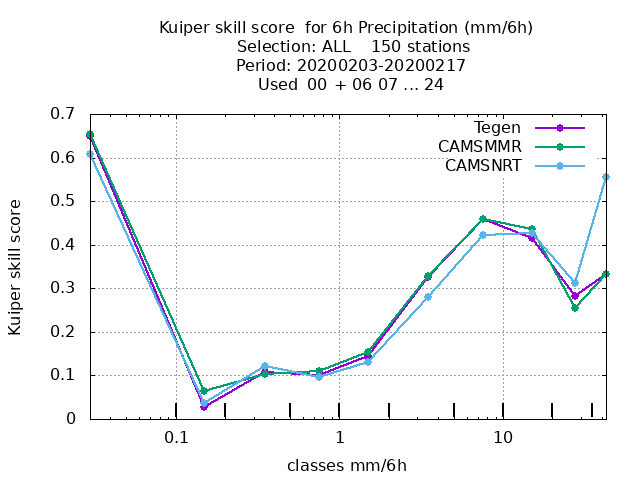 Kuiper skill score  for 6h Precipitation (mm/6h)
Selection: ALL    150 stations
Period: 20200203-20200217
Used  00  + 06 07 ... 24
Tegen
CAMSMMR
CAMSNRT
0.7
0.6
0.5
0.4
0.3
0.2
0.1
0
Kuiper skill score
0.1 1 10
classes mm/6h